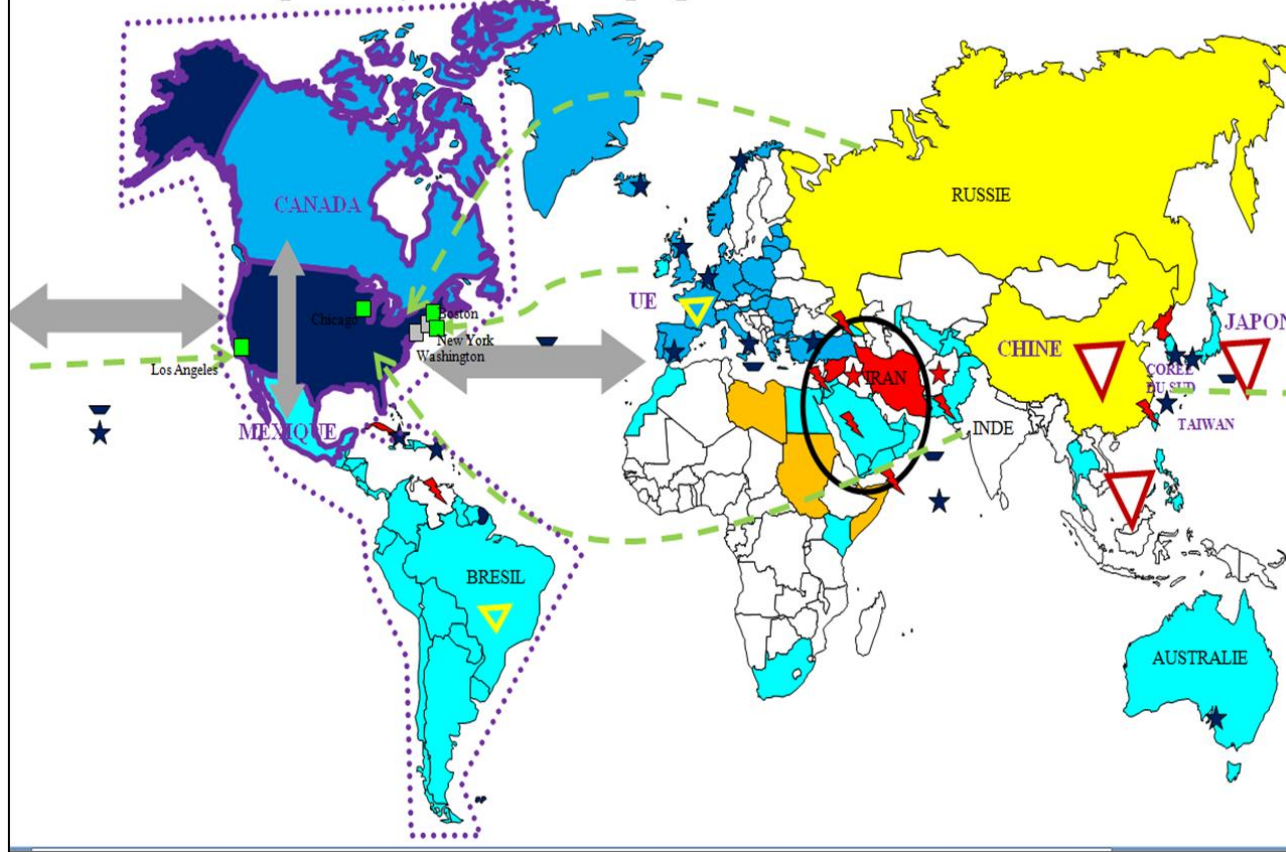 CANADA
RUSSIE
UE
Chicago
Boston
New York
Washington
Los Angeles
CHINE
JAPON
COREE
DU SUD
IRAN
MEXIQUE
INDE
TAIWAN
BRESIL
AUSTRALIE